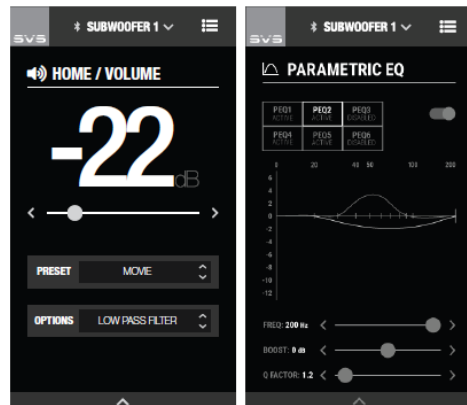 SVS
SUBWOOFER 1
HOME / VOLUME
-22 dB
PRESET MOVIE
OPTIONS LOW PASS FILTER
SVS
SUBWOOFER 1
PARAMETRIC EQ
PEQ1 PEQ2 PEQ3
ACTIVE ACTIVE DISABLED
PEQ4 PEQ5 PEQ6
ACTIVE ACTIVE DISABLED
20 40 50 100 200
6
4
2
0
-2
-4
-6
-8
-10
-12
FREQ: 200 Hz
BOOST: 0 dB
Q FACTOR: 1.2